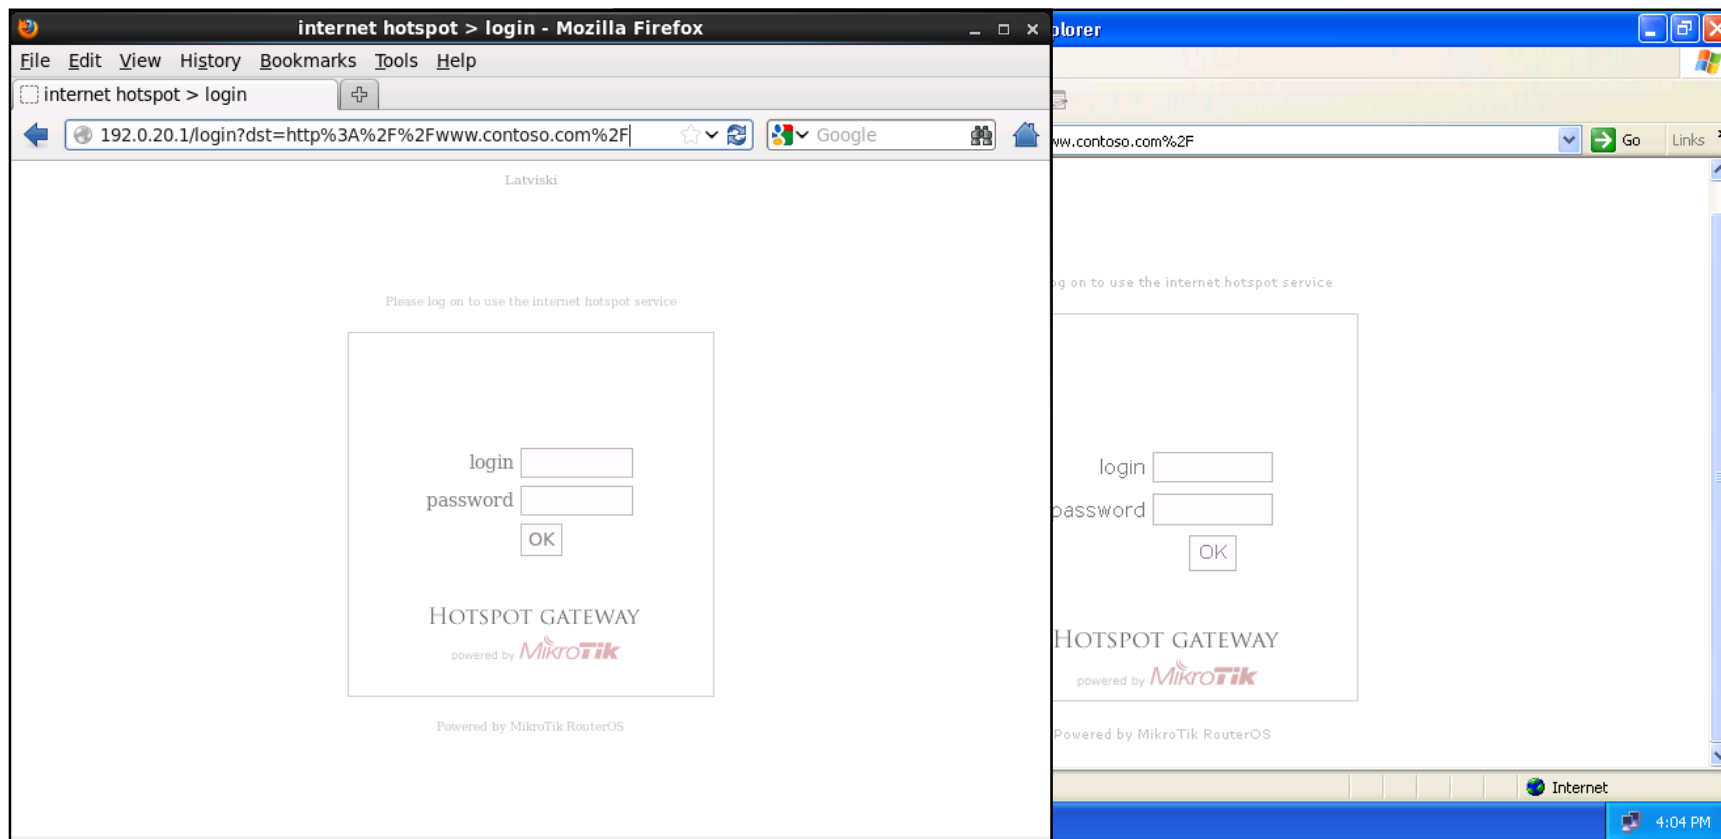 internet hotspot > login - Mozilla Firefox
File Edit View History Bookmarks Tools Help
internet hotspot > login
192.0.20.1/login?dst=http%3A%2F%2Fwww.contoso.com%2F
Google
Latviski
Please log on to use the internet hotspot service
login
password
OK
HOTSPOT GATEWAY
powered by MikroTik
Powered by MikroTik RouterOS
plorer
ww.contoso.com%2F
Go
Links
og on to use the internet hotspot service
login
password
OK
HOTSPOT GATEWAY
powered by MikroTik
Powered by MikroTik RouterOS
Internet
4:04 PM